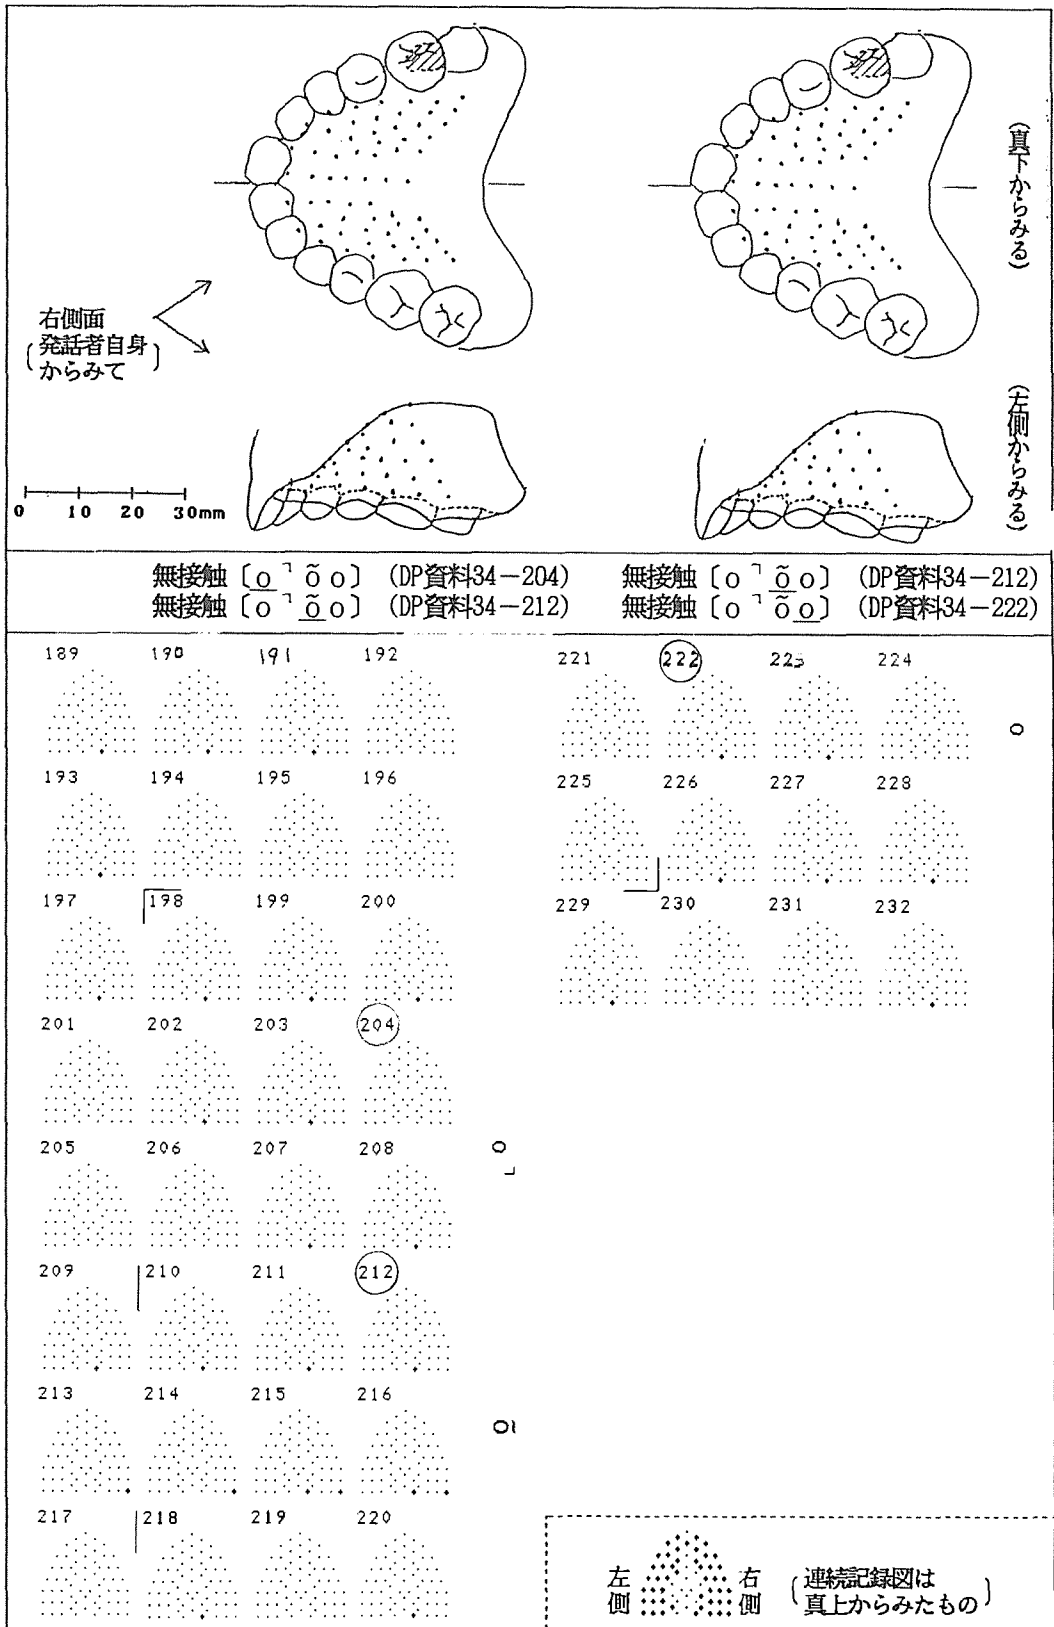 (真下からみる)
右側面
(発話者自身)
からみて
(左側からみる)
0 10 20 30mm
無接触〔o̲ ꜒ õ o〕 (DP資料34-204) 無接触〔o ꜒ õ̲ o〕 (DP資料34-212)
無接触〔o ꜒ õ̲ o〕 (DP資料34-212) 無接触〔o ꜒ õ o̲〕 (DP資料34-222)
189 190 191 192
193 194 195 196
197 198 199 200
201 202 203 204
205 206 207 208
o ꜒
209 210 211 212
213 214 215 216
õ
217 218 219 220
221 222 223 224
o
225 226 227 228
229 230 231 232
左側 右側
(連続記録図は
真上からみたもの)